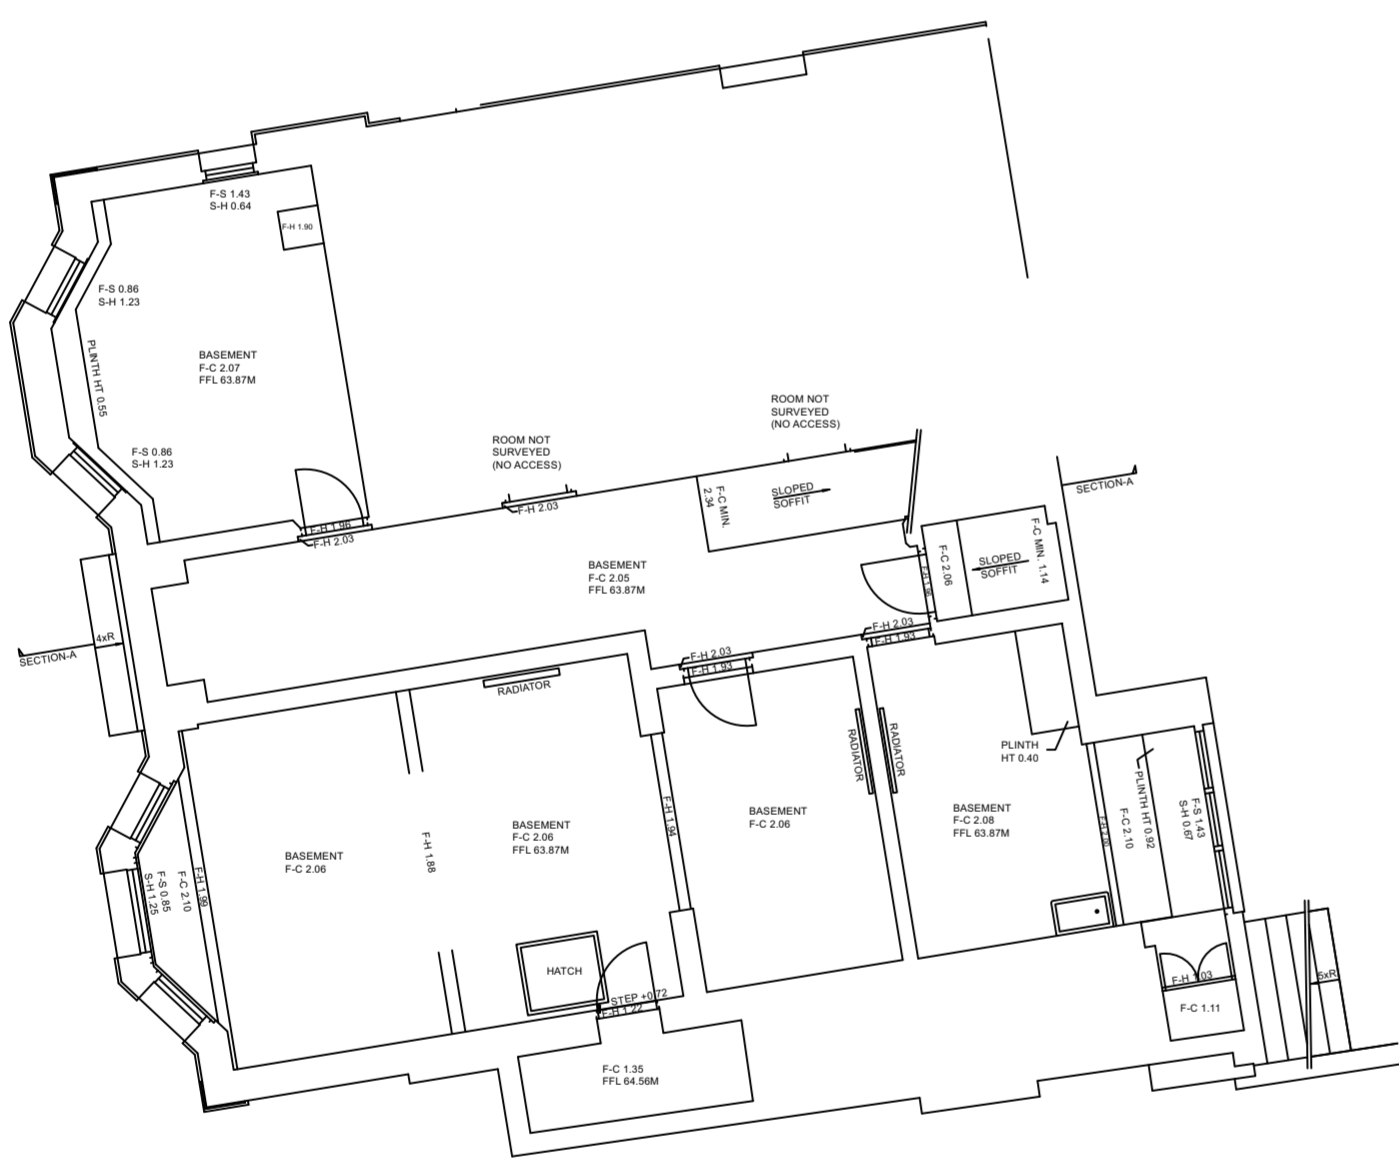 F-S 1.43
S-H 0.64
F-H 1.90
F-S 0.86
S-H 1.23
PLINTH HT 0.55
BASEMENT
F-C 2.07
FFL 63.87M
F-S 0.86
S-H 1.23
ROOM NOT
SURVEYED
(NO ACCESS)
ROOM NOT
SURVEYED
(NO ACCESS)
F-H 1.96
F-H 2.03
F-H 2.03
F-C MIN.
2.34
SLOPED
SOFFIT
SECTION-A
BASEMENT
F-C 2.05
FFL 63.87M
F-H 1.96
F-C 2.06
SLOPED
SOFFIT
F-C MIN. 1.14
4xR
SECTION-A
F-H 2.03
F-H 1.93
F-H 2.03
F-H 1.93
RADIATOR
RADIATOR
RADIATOR
PLINTH
HT 0.40
BASEMENT
F-C 2.06
F-H 1.88
BASEMENT
F-C 2.06
FFL 63.87M
F-H 1.94
BASEMENT
F-C 2.06
BASEMENT
F-C 2.08
FFL 63.87M
F-H 2.00
PLINTH HT 0.92
F-C 2.10
F-S 1.43
S-H 0.67
F-H 1.99
F-C 2.10
F-S 0.85
S-H 1.25
HATCH
STEP +0.72
F-H 1.22
F-C 1.35
FFL 64.56M
F-H 1.03
F-C 1.11
5xR